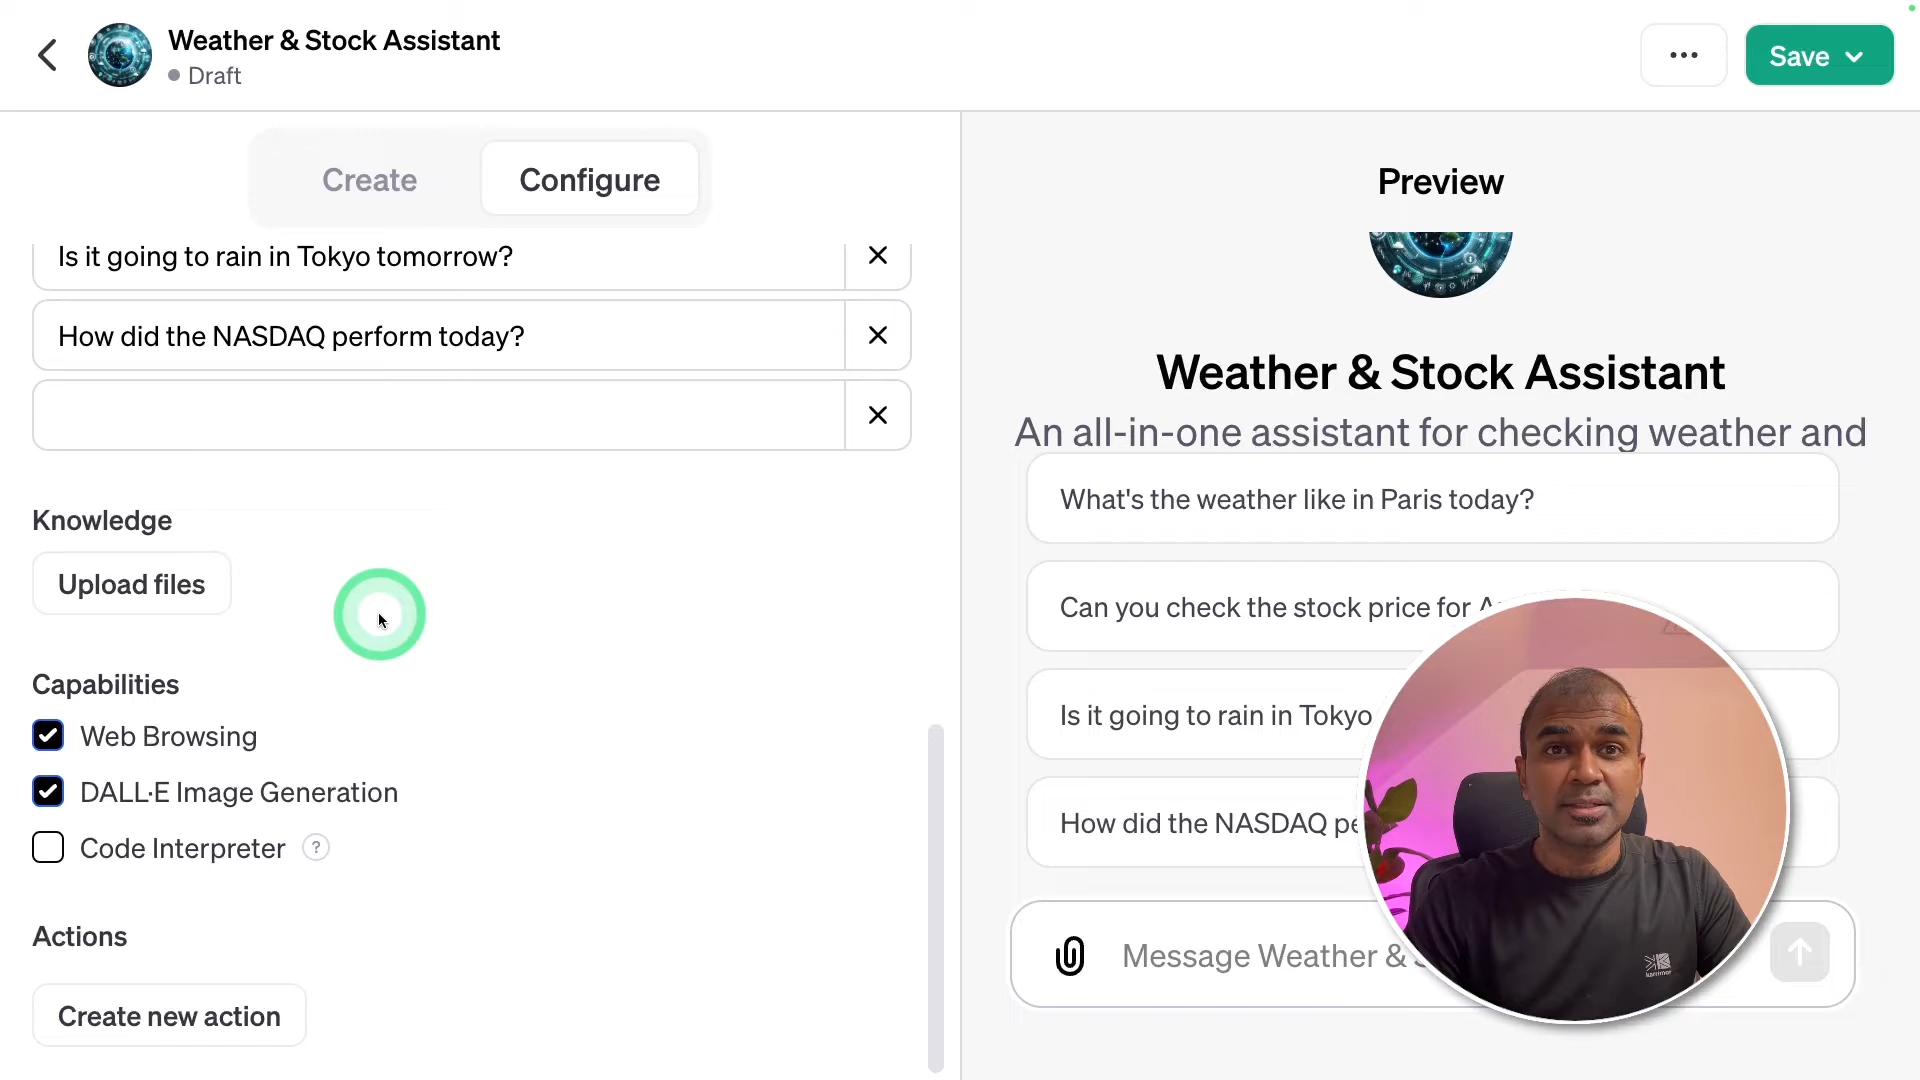 Weather & Stock Assistant
Draft
Save
Create
Configure
Is it going to rain in Tokyo tomorrow?
How did the NASDAQ perform today?
Knowledge
Upload files
Capabilities
Web Browsing
DALL·E Image Generation
Code Interpreter ?
Actions
Create new action
Preview
Weather & Stock Assistant
An all-in-one assistant for checking weather and
What's the weather like in Paris today?
Can you check the stock price for
Is it going to rain in Tokyo
How did the NASDAQ
Message Weather &
karrimor